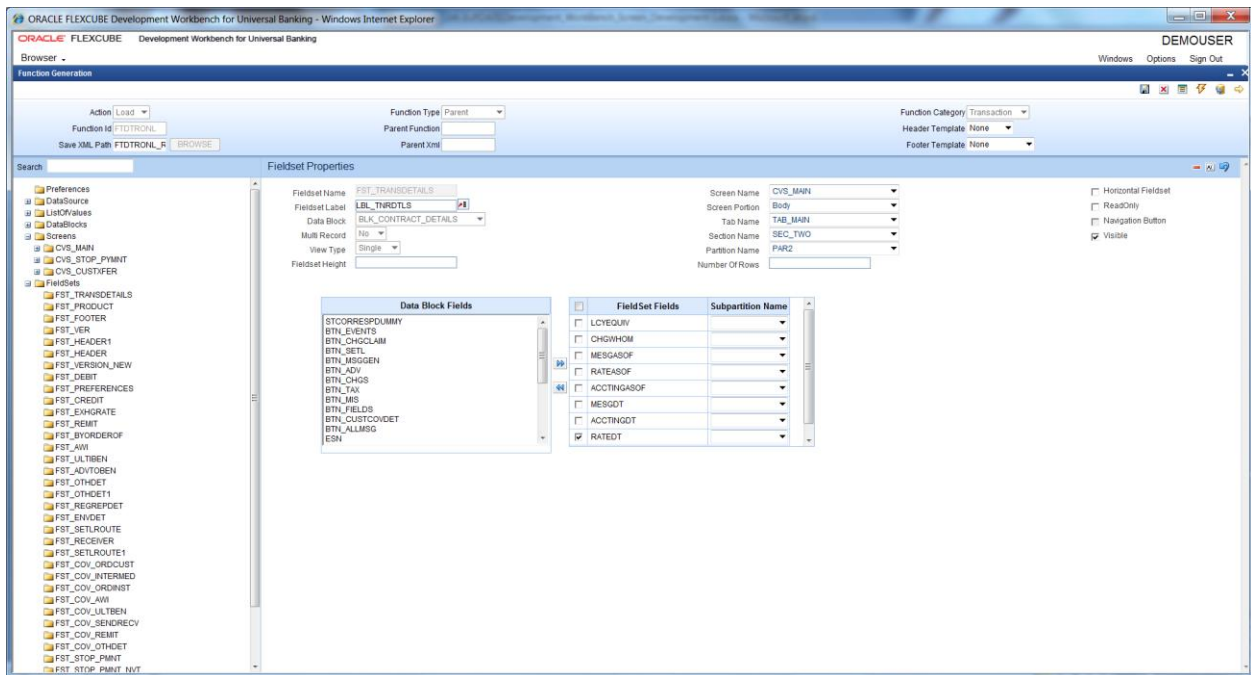 ORACLE FLEXCUBE Development Workbench for Universal Banking - Windows Internet Explorer
ORACLE FLEXCUBE Development Workbench for Universal Banking
DEMOUSER
Browser
Windows Options Sign Out
Function Generation
Action Load Function Type Parent Function Category Transaction
Function Id FTDTRONL Parent Function Header Template None
Save XML Path FTDTRONL_R BROWSE Parent Xml Footer Template None
Search
Fieldset Properties
Preferences
DataSource
ListOfValues
DataBlocks
Screens
CVS_MAIN
CVS_STOP_PYMNT
CVS_CUSTXFER
FieldSets
FST_TRANSDETAILS
FST_PRODUCT
FST_FOOTER
FST_VER
FST_HEADER1
FST_HEADER
FST_VERSION_NEW
FST_DEBIT
FST_PREFERENCES
FST_CREDIT
FST_EXHGRATE
FST_REMIT
FST_BYORDEROF
FST_AWI
FST_ULTIBEN
FST_ADVTOBEN
FST_OTHDET
FST_OTHDET1
FST_REGREPDET
FST_ENVDET
FST_SETLROUTE
FST_RECEIVER
FST_SETLROUTE1
FST_COV_ORDCUST
FST_COV_INTERMED
FST_COV_ORDINST
FST_COV_AWI
FST_COV_ULTBEN
FST_COV_SENDRECV
FST_COV_REMIT
FST_COV_OTHDET
FST_STOP_PMNT
FST_STOP_PMNT_NVT
Fieldset Name FST_TRANSDETAILS
Fieldset Label LBL_TNRDTLS
Data Block BLK_CONTRACT_DETAILS
Multi Record No
View Type Single
Fieldset Height
Screen Name CVS_MAIN
Screen Portion Body
Tab Name TAB_MAIN
Section Name SEC_TWO
Partition Name PAR2
Number Of Rows
Horizontal Fieldset
ReadOnly
Navigation Button
Visible
Data Block Fields
STCORRESPDUMMY
BTN_EVENTS
BTN_CHGCLAIM
BTN_SETL
BTN_MSGGEN
BTN_ADV
BTN_CHGS
BTN_TAX
BTN_MIS
BTN_FIELDS
BTN_CUSTCOVDET
BTN_ALLMSG
ESN
FieldSet Fields Subpartition Name
LCYEQUIV
CHGWHOM
MESGASOF
RATEASOF
ACCTINGASOF
MESGDT
ACCTINGDT
RATEDT